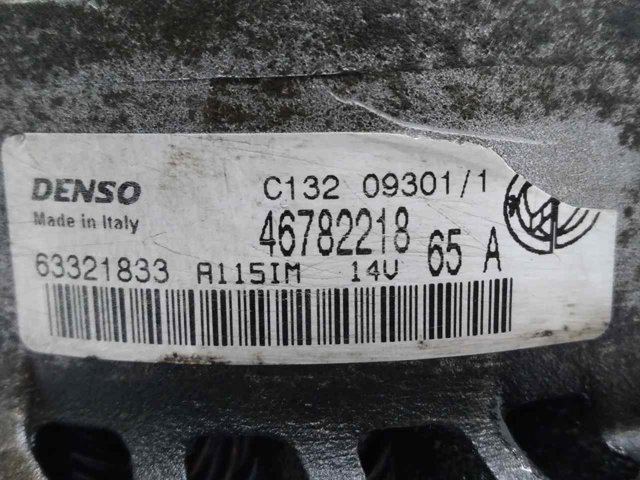 DENSO
C132 09301/1
Made in Italy
46782218
65 A
63321833 A115IM 14V